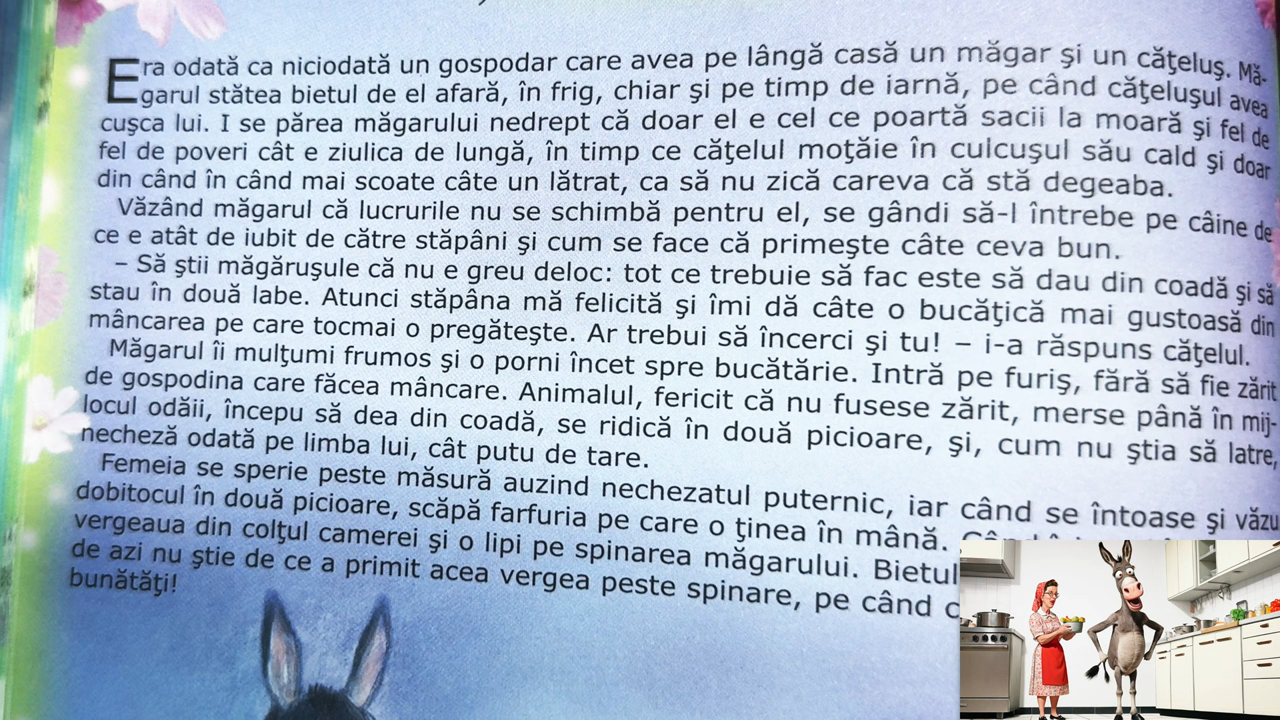 Era odată ca niciodată un gospodar care avea pe lângă casă un măgar şi un căţeluş. Mă-
garul stătea bietul de el afară, în frig, chiar şi pe timp de iarnă, pe când căţeluşul avea
cuşca lui. I se părea măgarului nedrept că doar el e cel ce poartă sacii la moară şi fel de
fel de poveri cât e ziulica de lungă, în timp ce căţelul moţăie în culcuşul său cald şi doar
din când în când mai scoate câte un lătrat, ca să nu zică careva că stă degeaba.
Văzând măgarul că lucrurile nu se schimbă pentru el, se gândi să-l întrebe pe câine de
ce e atât de iubit de către stăpâni şi cum se face că primeşte câte ceva bun.
– Să ştii măgăruşule că nu e greu deloc: tot ce trebuie să fac este să dau din coadă şi să
stau în două labe. Atunci stăpâna mă felicită şi îmi dă câte o bucăţică mai gustoasă din
mâncarea pe care tocmai o pregăteşte. Ar trebui să încerci şi tu! – i-a răspuns căţelul.
Măgarul îi mulţumi frumos şi o porni încet spre bucătărie. Intră pe furiş, fără să fie zărit
de gospodina care făcea mâncare. Animalul, fericit că nu fusese zărit, merse până în mij-
locul odăii, începu să dea din coadă, se ridică în două picioare, şi, cum nu ştia să latre,
necheză odată pe limba lui, cât putu de tare.
Femeia se sperie peste măsură auzind nechezatul puternic, iar când se întoase şi văzu
dobitocul în două picioare, scăpă farfuria pe care o ţinea în mână.
vergeaua din colţul camerei şi o lipi pe spinarea măgarului. Bietul
de azi nu ştie de ce a primit acea vergea peste spinare, pe când
bunătăţi!